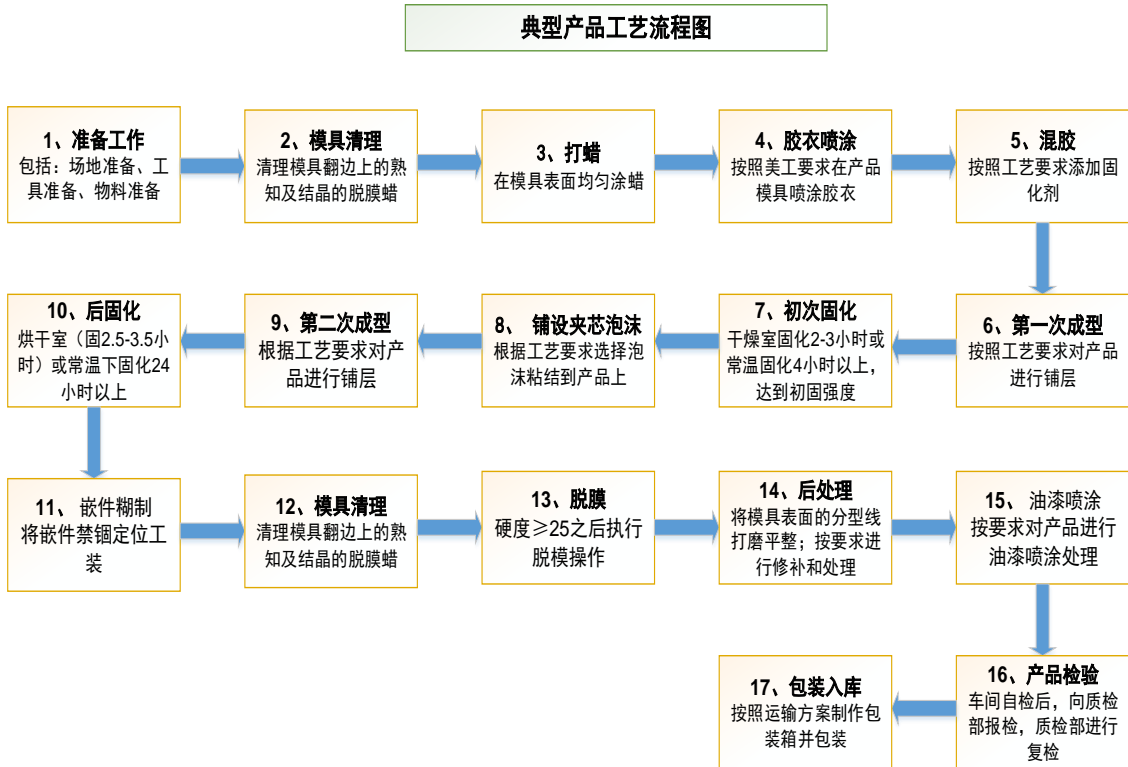 典型产品工艺流程图
1、准备工作
包括：场地准备、工
具准备、物料准备
2、模具清理
清理模具翻边上的熟
知及结晶的脱膜蜡
3、打蜡
在模具表面均匀涂蜡
4、胶衣喷涂
按照美工要求在产品
模具喷涂胶衣
5、混胶
按照工艺要求添加固
化剂
6、第一次成型
按照工艺要求对产品
进行铺层
7、初次固化
干燥室固化2-3小时或
常温固化4小时以上，
达到初固强度
8、 铺设夹芯泡沫
根据工艺要求选择泡
沫粘结到产品上
9、第二次成型
根据工艺要求对产
品进行铺层
10、后固化
烘干室（固2.5-3.5小
时）或常温下固化24
小时以上
11、 嵌件糊制
将嵌件禁锢定位工
装
12、模具清理
清理模具翻边上的熟
知及结晶的脱膜蜡
13、脱膜
硬度≥25之后执行
脱模操作
14、后处理
将模具表面的分型线
打磨平整；按要求进
行修补和处理
15、 油漆喷涂
按要求对产品进行
油漆喷涂处理
16、产品检验
车间自检后，向质检
部报检，质检部进行
复检
17、包装入库
按照运输方案制作包
装箱并包装